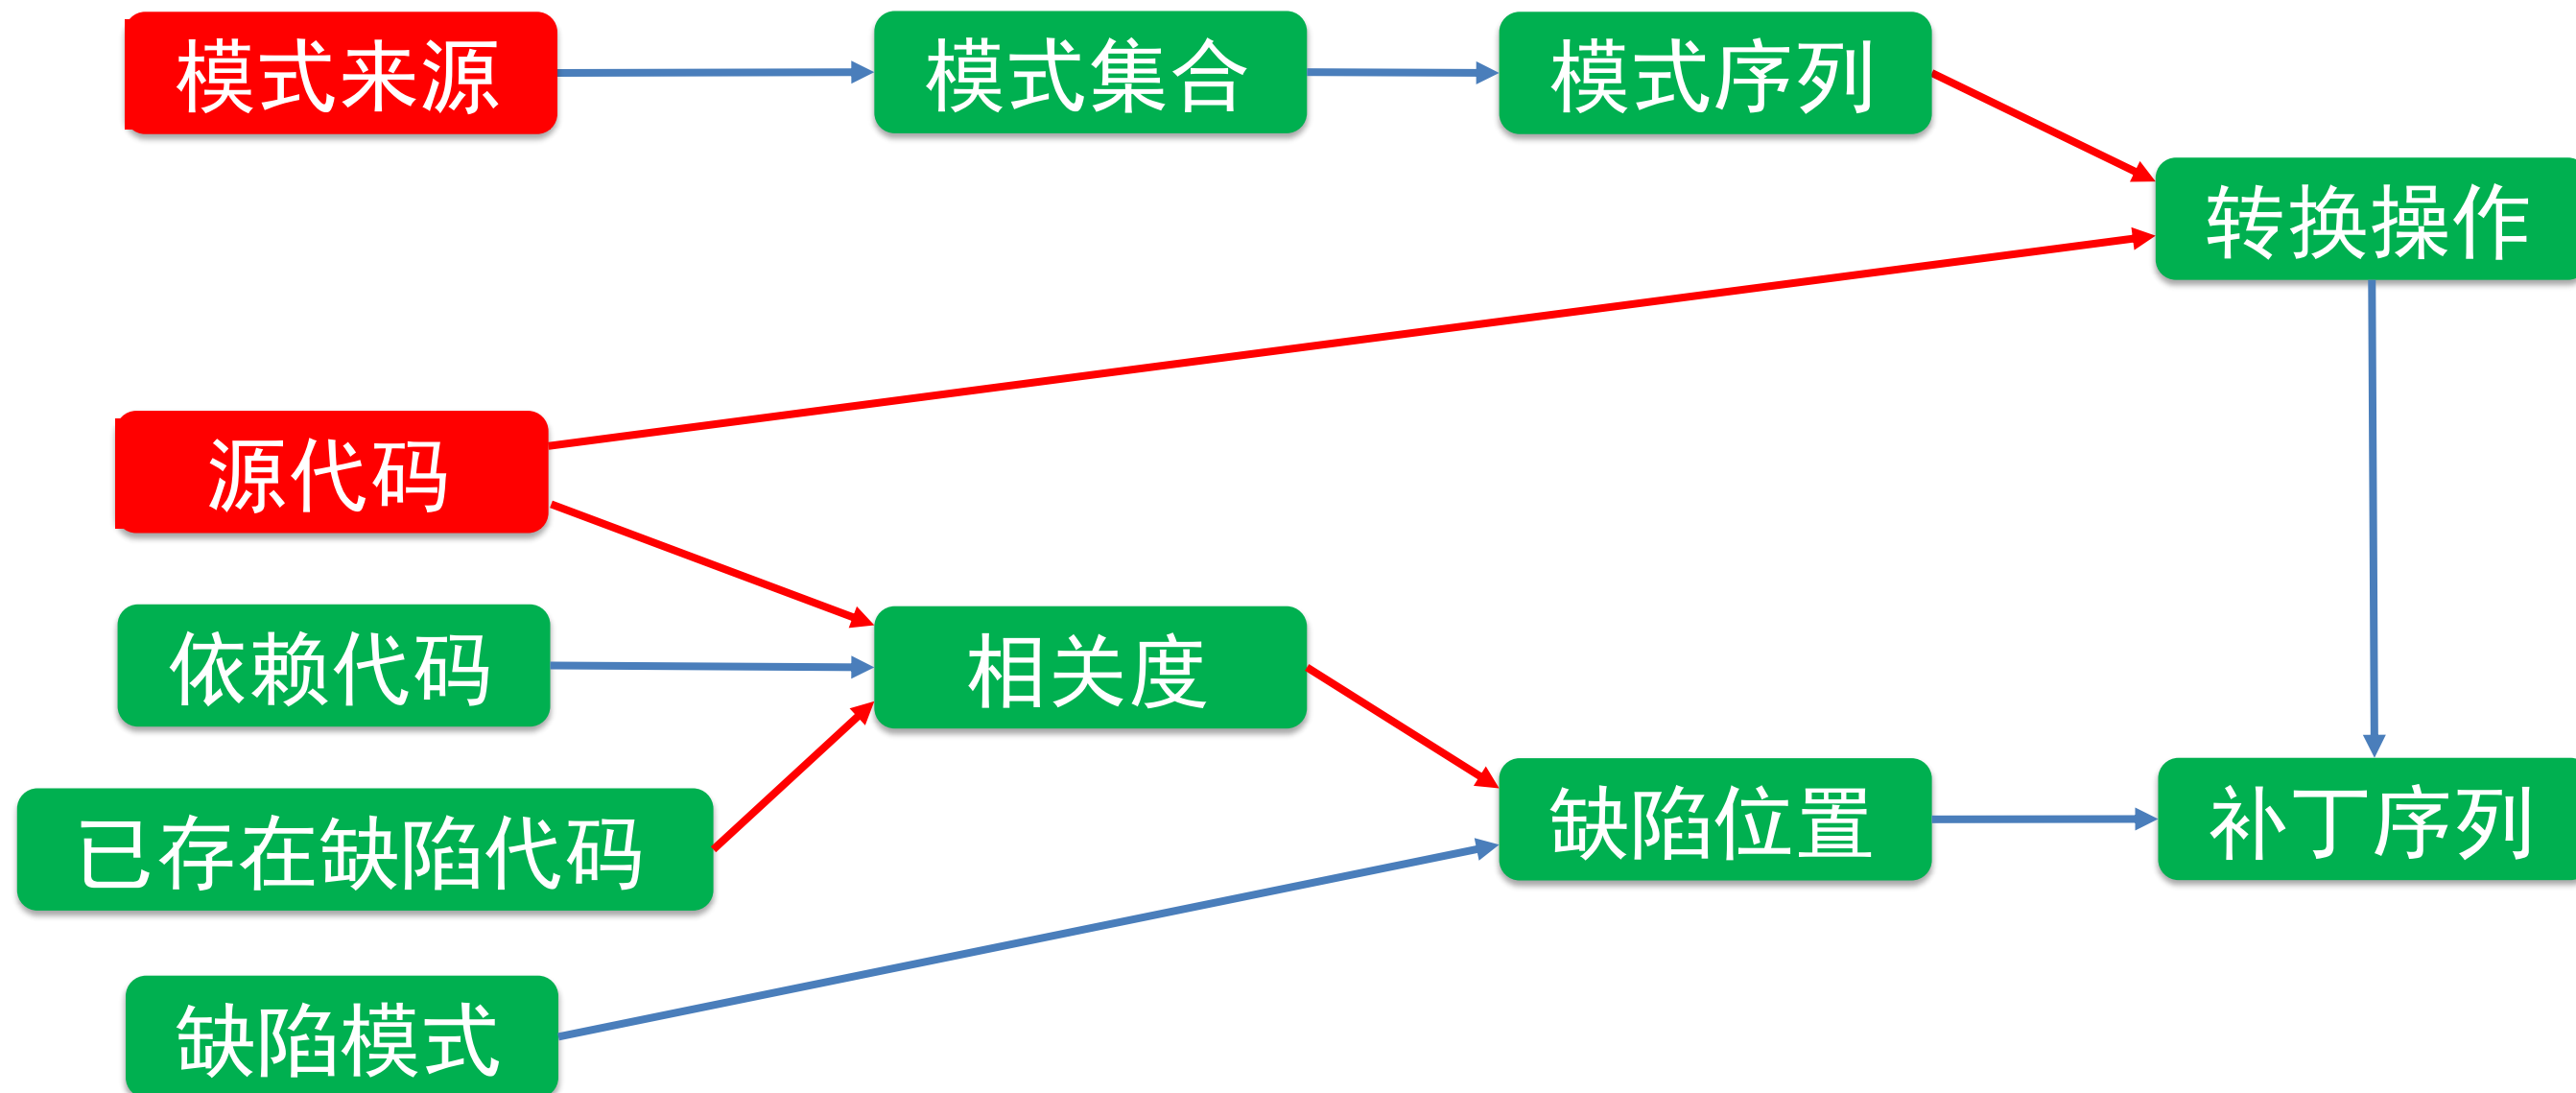 模式来源
模式集合
模式序列
转换操作
源代码
依赖代码
相关度
已存在缺陷代码
缺陷位置
补丁序列
缺陷模式